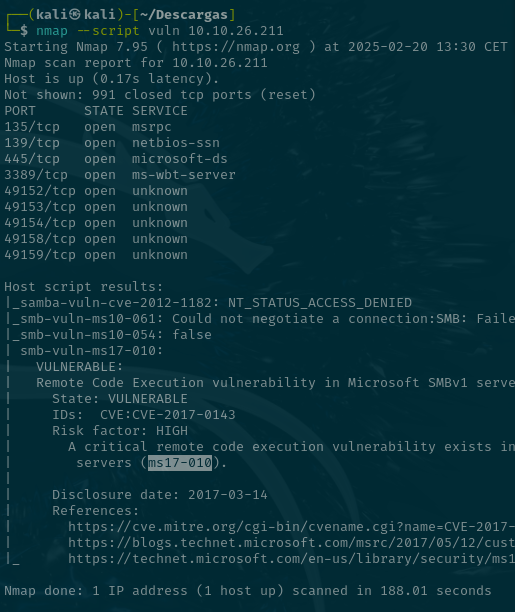 ┌──(kali㉿kali)-[~/Descargas]
└─$ nmap --script vuln 10.10.26.211
Starting Nmap 7.95 ( https://nmap.org ) at 2025-02-20 13:30 CET
Nmap scan report for 10.10.26.211
Host is up (0.17s latency).
Not shown: 991 closed tcp ports (reset)
PORT      STATE SERVICE
135/tcp   open  msrpc
139/tcp   open  netbios-ssn
445/tcp   open  microsoft-ds
3389/tcp  open  ms-wbt-server
49152/tcp open  unknown
49153/tcp open  unknown
49154/tcp open  unknown
49158/tcp open  unknown
49159/tcp open  unknown

Host script results:
|_samba-vuln-cve-2012-1182: NT_STATUS_ACCESS_DENIED
|_smb-vuln-ms10-061: Could not negotiate a connection:SMB: Faile
|_smb-vuln-ms10-054: false
| smb-vuln-ms17-010:
|   VULNERABLE:
|   Remote Code Execution vulnerability in Microsoft SMBv1 serve
|     State: VULNERABLE
|     IDs:  CVE:CVE-2017-0143
|     Risk factor: HIGH
|       A critical remote code execution vulnerability exists in
|        servers (ms17-010).
|
|     Disclosure date: 2017-03-14
|     References:
|       https://cve.mitre.org/cgi-bin/cvename.cgi?name=CVE-2017-
|       https://blogs.technet.microsoft.com/msrc/2017/05/12/cust
|_      https://technet.microsoft.com/en-us/library/security/ms1

Nmap done: 1 IP address (1 host up) scanned in 188.01 seconds